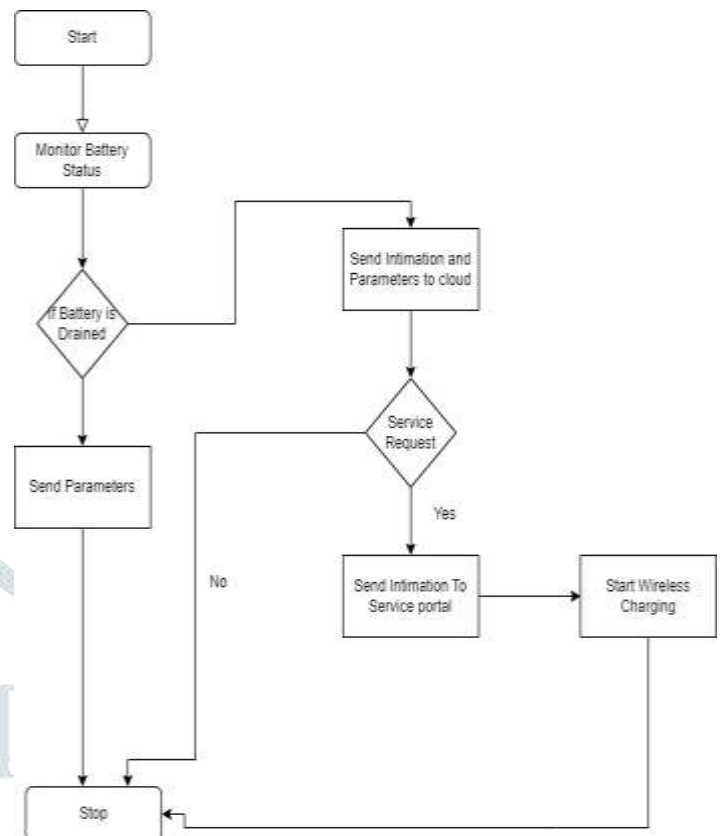 Start
Monitor Battery
Status
If Battery is
Drained
Send Parameters
Send Intimation and
Parameters to cloud
Service
Request
Yes
No
Send Intimation To
Service portal
Start Wireless
Charging
Stop